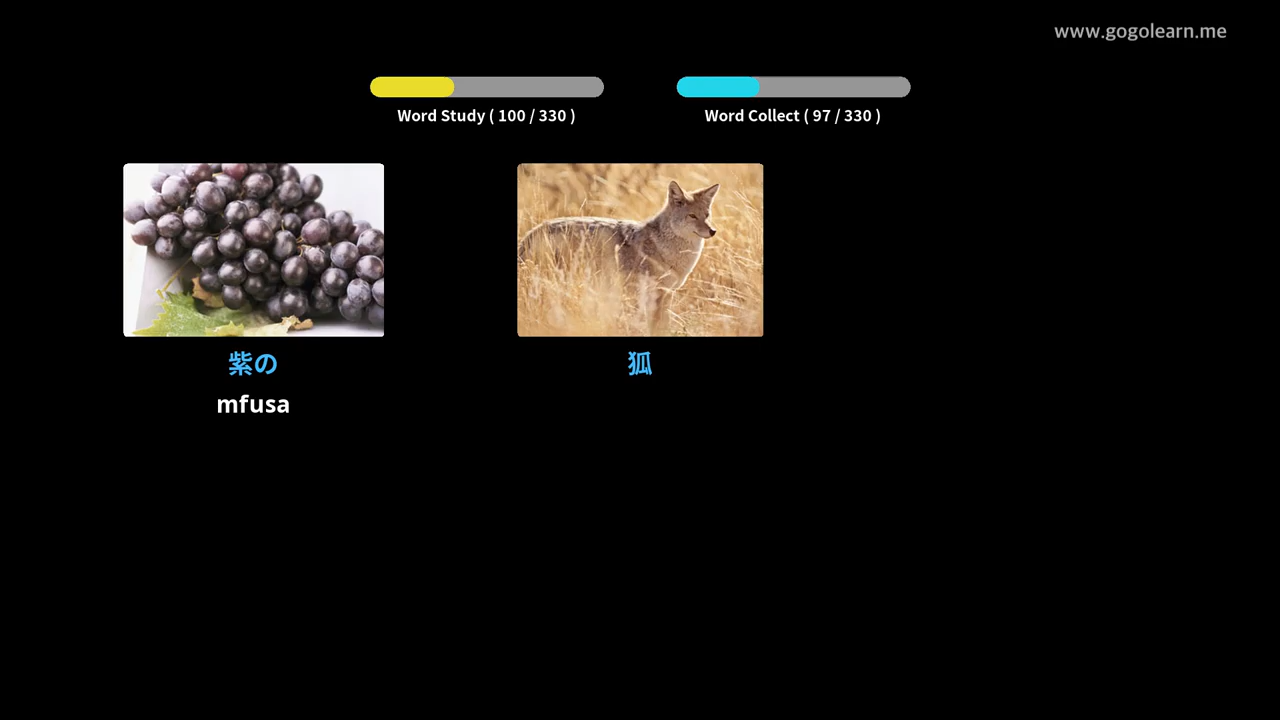 www.gogolearn.me
Word Study ( 100 / 330 )
Word Collect ( 97 / 330 )
紫の
mfusa
狐